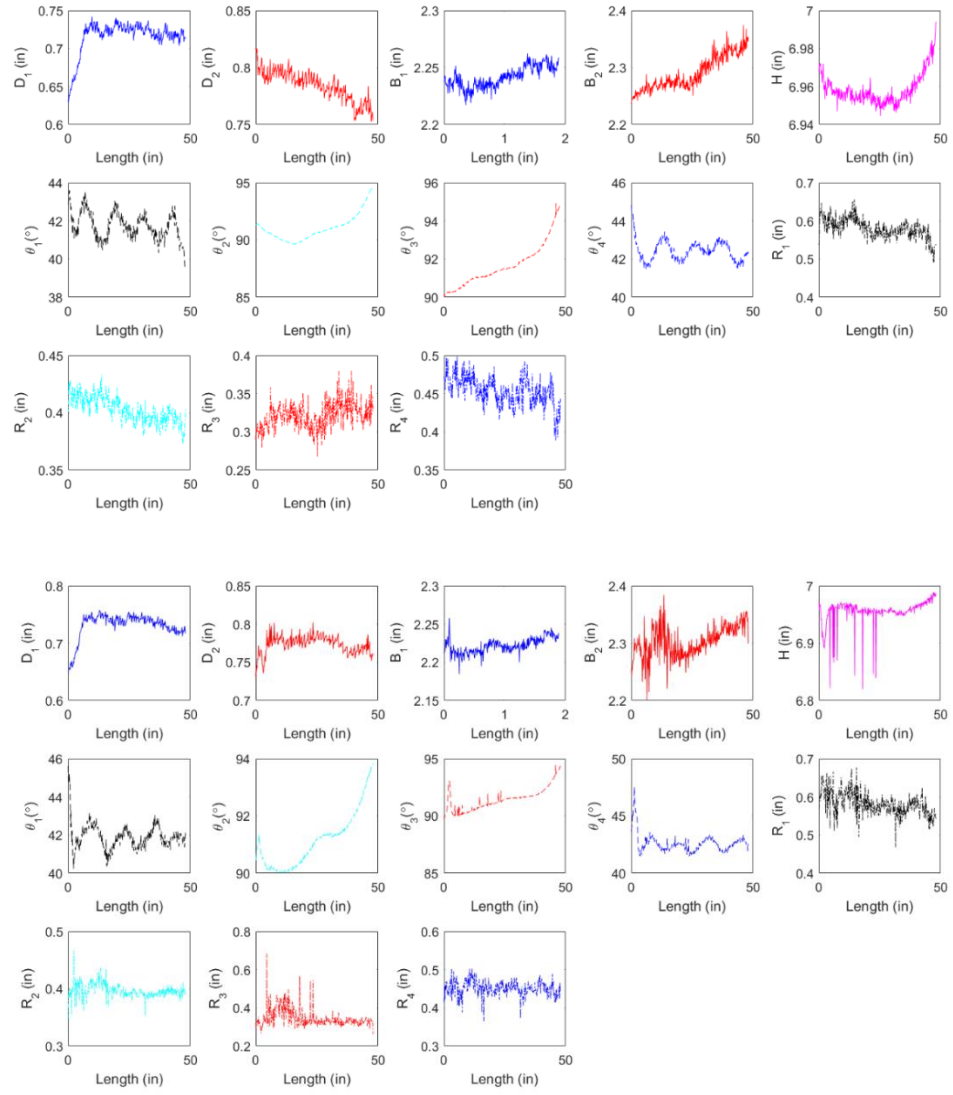 0.75 0.85 2.3 2.4 7
0.7 6.98
D₁ (in) D₂ (in) 0.8 B₁ (in) 2.25 B₂ (in) 2.3 H (in)
0.65 6.96
0.6 0.75 2.2 2.2 6.94
0 50 0 50 0 1 2 0 50 0 50
Length (in) Length (in) Length (in) Length (in) Length (in)
44 95 96 46 0.7
42 94 0.6
θ₁(°) θ₂(°) 90 θ₃(°) θ₄(°) 44 R₁ (in)
40 92 0.5
38 85 90 42 0.4
40
0 50 0 50 0 50 0 50 0 50
Length (in) Length (in) Length (in) Length (in) Length (in)
0.45 0.4 0.5
0.35 0.45
R₂ (in) 0.4 R₃ (in) R₄ (in)
0.3 0.4
0.35 0.25 0.35
0 50 0 50 0 50
Length (in) Length (in) Length (in)
0.8 0.85 2.3 2.4 7
0.8 2.25
D₁ (in) 0.7 D₂ (in) B₁ (in) B₂ (in) 2.3 H (in) 6.9
0.75 2.2
0.6 0.7 2.15 2.2 6.8
0 50 0 50 0 1 2 0 50 0 50
Length (in) Length (in) Length (in) Length (in) Length (in)
46 94 95 50 0.7
44 92 0.6
θ₁(°) θ₂(°) θ₃(°) 90 θ₄(°) 45 R₁ (in)
42 91 0.5
40 90 85 40 0.4
0 50 0 50 0 50 0 50 0 50
Length (in) Length (in) Length (in) Length (in) Length (in)
0.5 0.8 0.6
0.6 0.5
R₂ (in) 0.4 R₃ (in) R₄ (in)
0.4 0.4
0.3 0.2 0.3
0 50 0 50 0 50
Length (in) Length (in) Length (in)